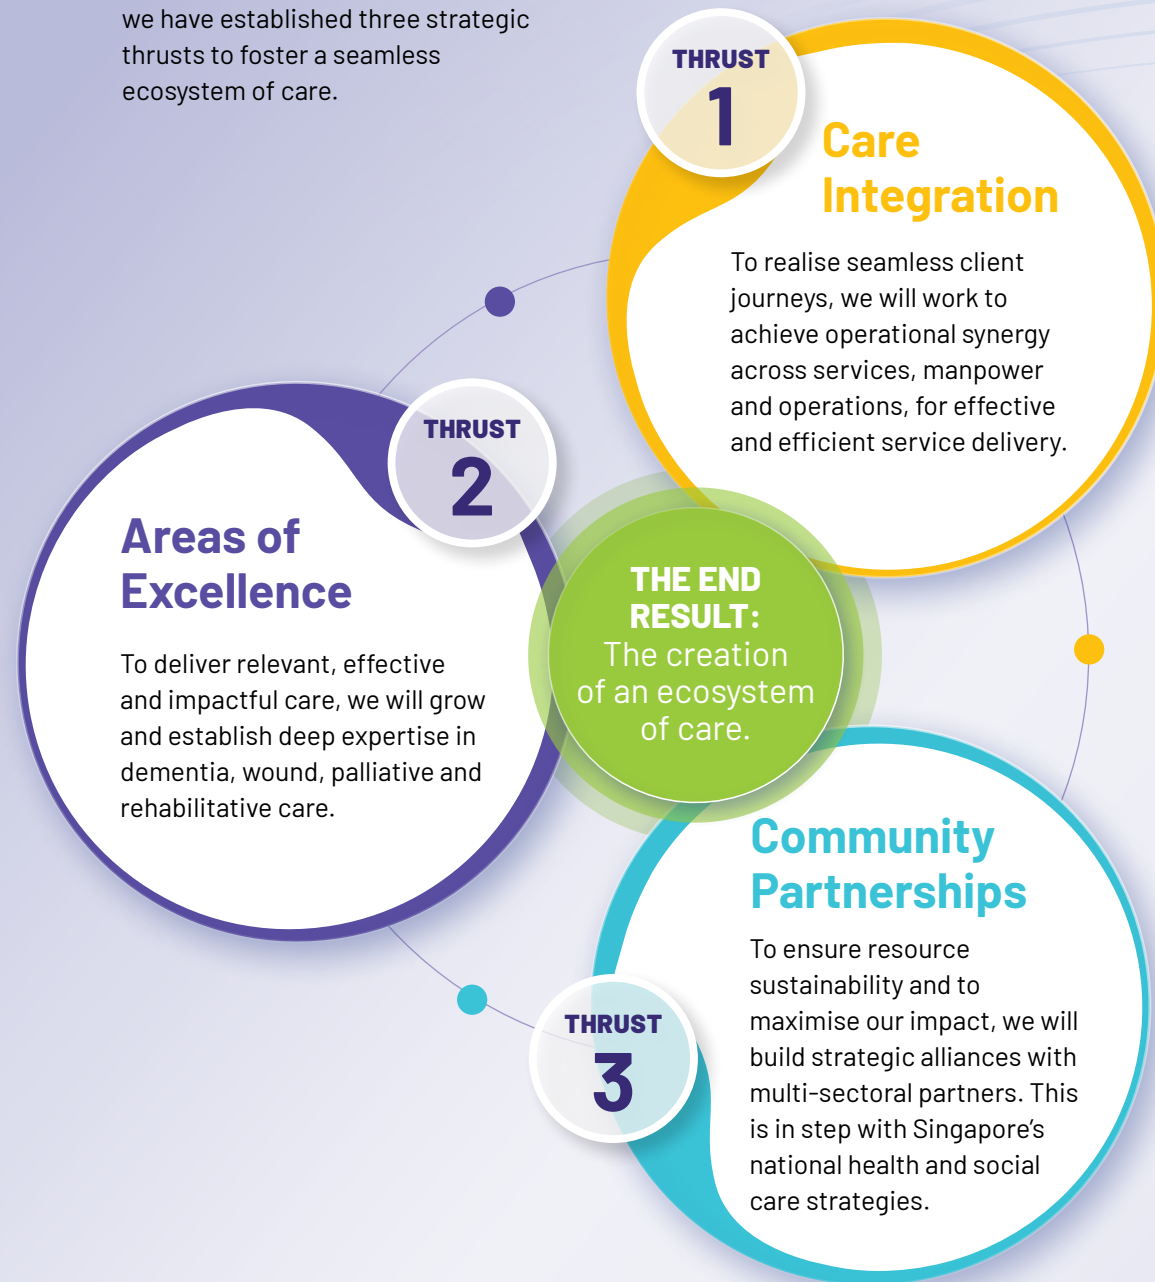 we have established three strategic
thrusts to foster a seamless
ecosystem of care.
THRUST
1
Care
Integration
To realise seamless client
journeys, we will work to
achieve operational synergy
across services, manpower
and operations, for effective
and efficient service delivery.
THRUST
2
Areas of
Excellence
To deliver relevant, effective
and impactful care, we will grow
and establish deep expertise in
dementia, wound, palliative and
rehabilitative care.
THE END
RESULT:
The creation
of an ecosystem
of care.
THRUST
3
Community
Partnerships
To ensure resource
sustainability and to
maximise our impact, we will
build strategic alliances with
multi-sectoral partners. This
is in step with Singapore’s
national health and social
care strategies.